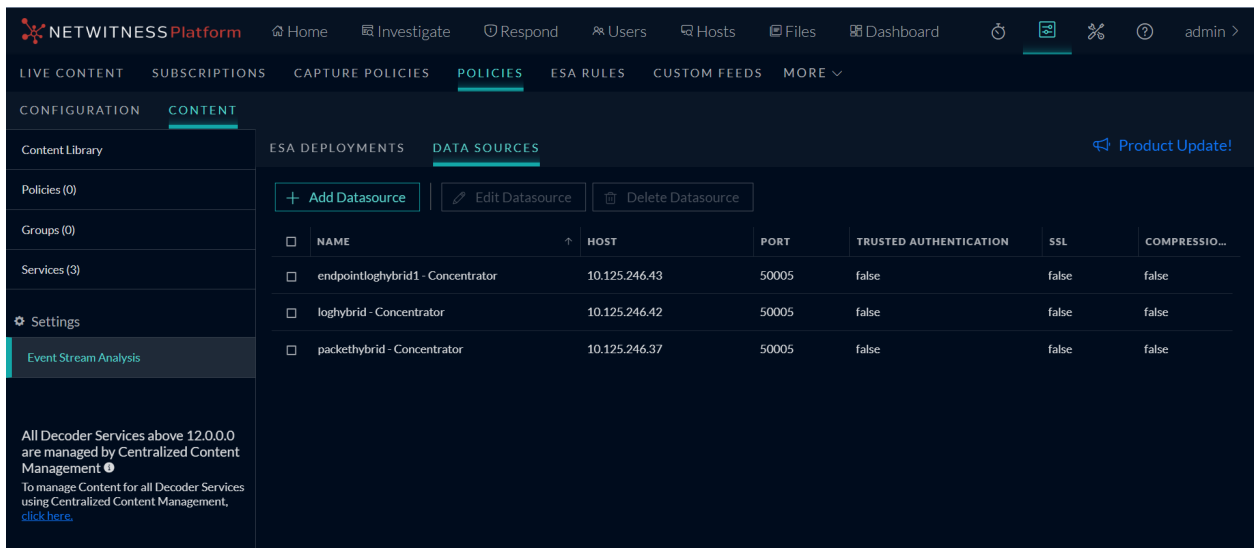 NETWITNESS Platform Home Investigate Respond Users Hosts Files Dashboard admin >
LIVE CONTENT SUBSCRIPTIONS CAPTURE POLICIES POLICIES ESA RULES CUSTOM FEEDS MORE
CONFIGURATION CONTENT
Content Library
Policies (0)
Groups (0)
Services (3)
Settings
Event Stream Analysis
All Decoder Services above 12.0.0.0
are managed by Centralized Content
Management
To manage Content for all Decoder Services
using Centralized Content Management,
click here.
ESA DEPLOYMENTS DATA SOURCES Product Update!
+ Add Datasource Edit Datasource Delete Datasource
NAME HOST PORT TRUSTED AUTHENTICATION SSL COMPRESSIO...
endpointloghybrid1 - Concentrator 10.125.246.43 50005 false false false
loghybrid - Concentrator 10.125.246.42 50005 false false false
packethybrid - Concentrator 10.125.246.37 50005 false false false